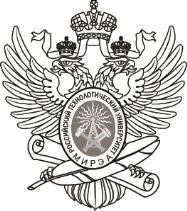 РОССИЙСКИЙ ТЕХНОЛОГИЧЕСКИЙ УНИВЕРСИТЕТ
МИРЭА